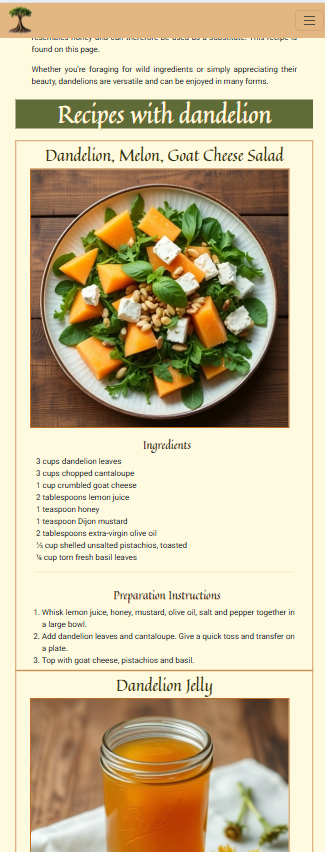 resembles honey and can therefore be used as a substitute. This recipe is
found on this page.
Whether you're foraging for wild ingredients or simply appreciating their
beauty, dandelions are versatile and can be enjoyed in many forms.
Recipes with dandelion
Dandelion, Melon, Goat Cheese Salad
Ingredients
3 cups dandelion leaves
3 cups chopped cantaloupe
1 cup crumbled goat cheese
2 tablespoons lemon juice
1 teaspoon honey
1 teaspoon Dijon mustard
2 tablespoons extra-virgin olive oil
⅓ cup shelled unsalted pistachios, toasted
¼ cup torn fresh basil leaves
Preparation Instructions
1. Whisk lemon juice, honey, mustard, olive oil, salt and pepper together in
a large bowl.
2. Add dandelion leaves and cantaloupe. Give a quick toss and transfer on
a plate.
3. Top with goat cheese, pistachios and basil.
Dandelion Jelly